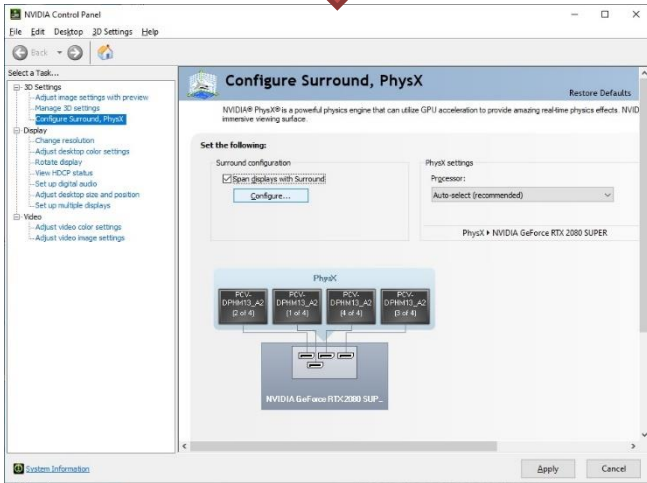 NVIDIA Control Panel
File Edit Desktop 3D Settings Help
Back
Select a Task...
3D Settings
Adjust image settings with preview
Manage 3D settings
Configure Surround, PhysX
Display
Change resolution
Adjust desktop color settings
Rotate display
View HDCP status
Set up digital audio
Adjust desktop size and position
Set up multiple displays
Video
Adjust video color settings
Adjust video image settings
Configure Surround, PhysX
Restore Defaults
NVIDIA® PhysX® is a powerful physics engine that can utilize GPU acceleration to provide amazing real-time physics effects. NVID
immersive viewing surface.
Set the following:
Surround configuration
Span displays with Surround
Configure...
PhysX settings
Processor:
Auto-select (recommended)
PhysX ▸ NVIDIA GeForce RTX 2080 SUPER
PhysX
PCV-
DPHM13_A2
(2 of 4)
PCV-
DPHM13_A2
(1 of 4)
PCV-
DPHM13_A2
(4 of 4)
PCV-
DPHM13_A2
(3 of 4)
NVIDIA GeForce RTX 2080 SUP...
System Information
Apply
Cancel